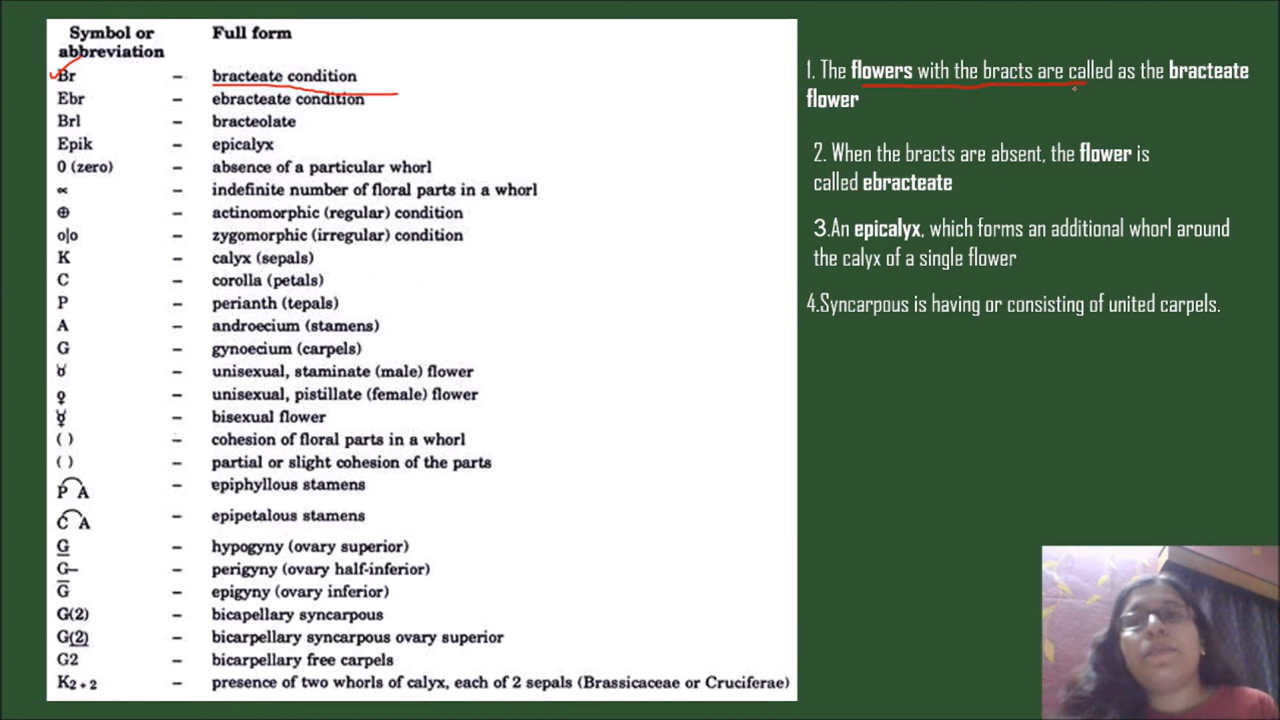 Symbol or Full form
abbreviation
Br – bracteate condition
Ebr – ebracteate condition
Brl – bracteolate
Epik – epicalyx
0 (zero) – absence of a particular whorl
∝ – indefinite number of floral parts in a whorl
⊕ – actinomorphic (regular) condition
o|o – zygomorphic (irregular) condition
K – calyx (sepals)
C – corolla (petals)
P – perianth (tepals)
A – androecium (stamens)
G – gynoecium (carpels)
– unisexual, staminate (male) flower
♀ – unisexual, pistillate (female) flower
– bisexual flower
( ) – cohesion of floral parts in a whorl
( ) – partial or slight cohesion of the parts
P A – epiphyllous stamens
C A – epipetalous stamens
G – hypogyny (ovary superior)
G– – perigyny (ovary half-inferior)
G – epigyny (ovary inferior)
G(2) – bicapellary syncarpous
G(2) – bicarpellary syncarpous ovary superior
G2 – bicarpellary free carpels
K2 + 2 – presence of two whorls of calyx, each of 2 sepals (Brassicaceae or Cruciferae)
1. The flowers with the bracts are called as the bracteate
flower
2. When the bracts are absent, the flower is
called ebracteate
3.An epicalyx, which forms an additional whorl around
the calyx of a single flower
4.Syncarpous is having or consisting of united carpels.